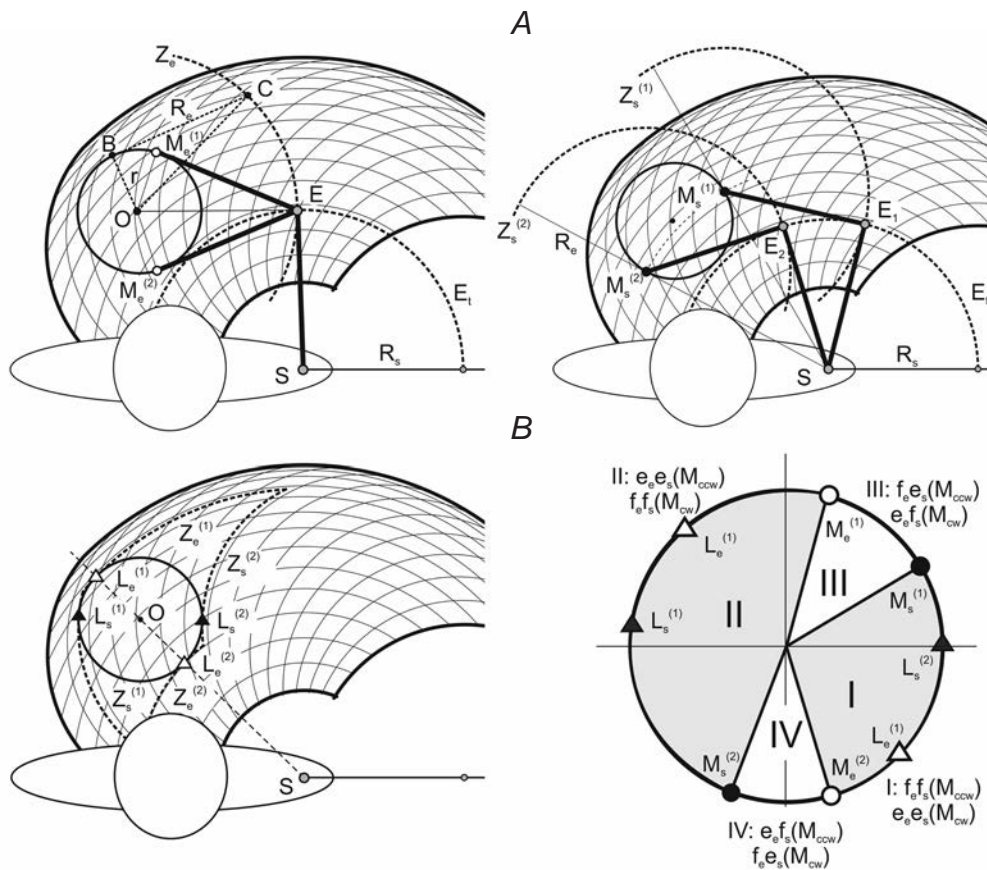 A
Z_e
C
R_e
B
M_e^(1)
r
O
E
M_e^(2)
E_t
S
R_s
Z_s^(1)
Z_s^(2)
M_s^(1)
E_1
R_e
E_2
M_s^(2)
S
R_s
B
Z_e^(1)
Z_s^(2)
L_e^(1)
O
L_s^(1)
L_s^(2)
L_e^(2)
Z_s^(1)
Z_e^(2)
S
II: e_e e_s(M_ccw)
f_e f_s(M_cw)
III: f_e e_s(M_ccw)
e_e f_s(M_cw)
L_e^(1)
M_e^(1)
III
M_s^(1)
L_s^(1)
II
L_s^(2)
I
IV
L_e^(1)
M_s^(2)
M_e^(2)
I: f_e f_s(M_ccw)
e_e e_s(M_cw)
IV: e_e f_s(M_ccw)
f_e e_s(M_cw)